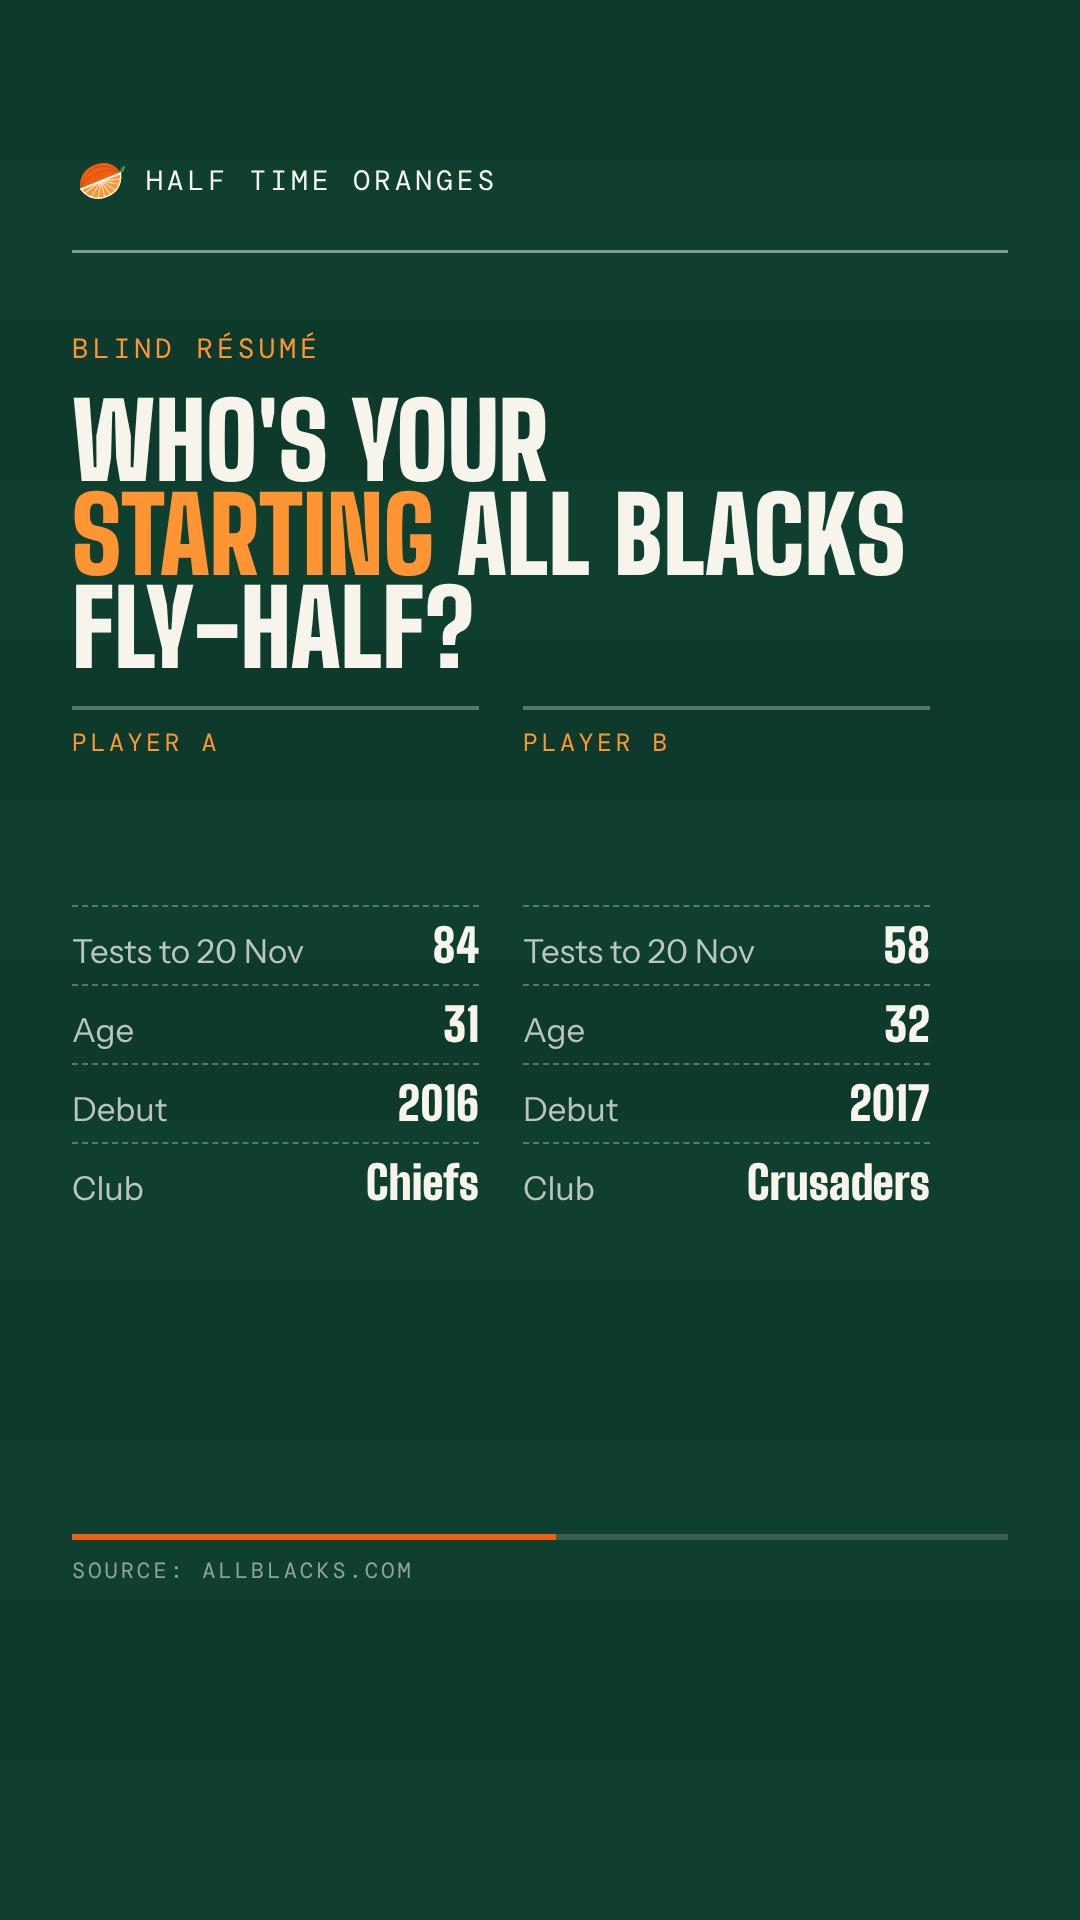 HALF TIME ORANGES
BLIND RÉSUMÉ
WHO'S YOUR
STARTING ALL BLACKS
FLY-HALF?
PLAYER A
Tests to 20 Nov 84
Age 31
Debut 2016
Club Chiefs
PLAYER B
Tests to 20 Nov 58
Age 32
Debut 2017
Club Crusaders
SOURCE: ALLBLACKS.COM